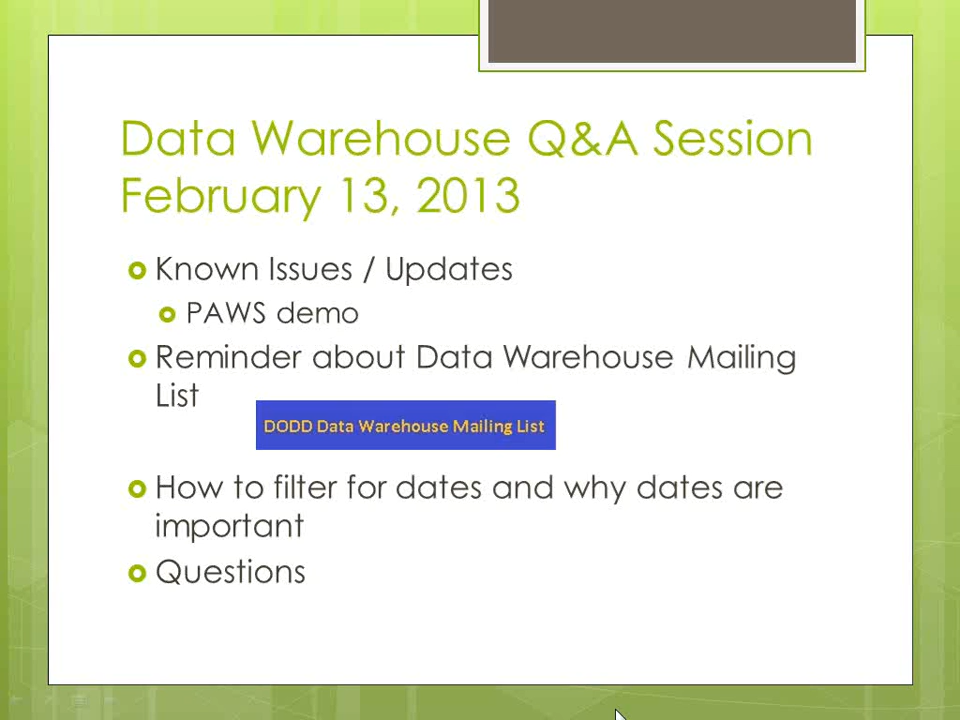 Data Warehouse Q&A Session
February 13, 2013
Known Issues / Updates
PAWS demo
Reminder about Data Warehouse Mailing
List
DODD Data Warehouse Mailing List
How to filter for dates and why dates are
important
Questions